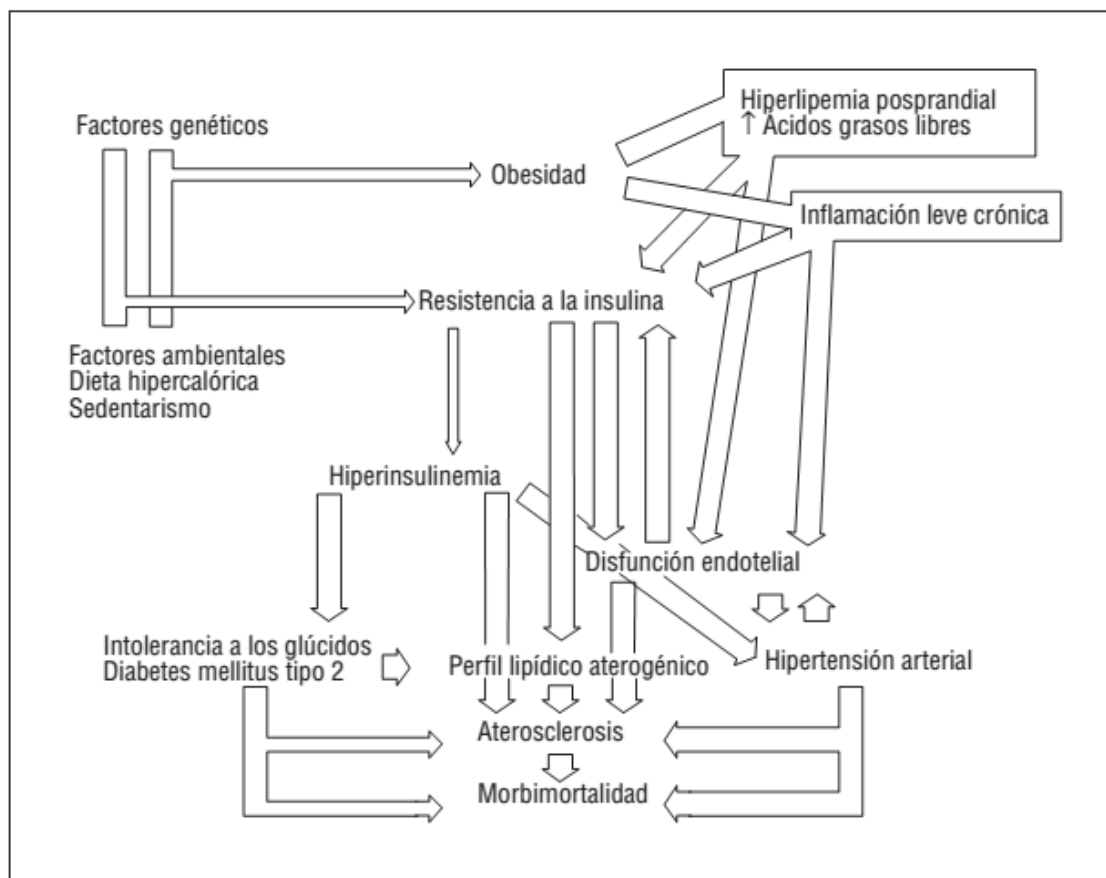 Hiperlipemia posprandial
↑ Ácidos grasos libres
Factores genéticos
Obesidad
Inflamación leve crónica
Resistencia a la insulina
Factores ambientales
Dieta hipercalórica
Sedentarismo
Hiperinsulinemia
Disfunción endotelial
Intolerancia a los glúcidos
Diabetes mellitus tipo 2
Perfil lipídico aterogénico
Hipertensión arterial
Aterosclerosis
Morbimortalidad